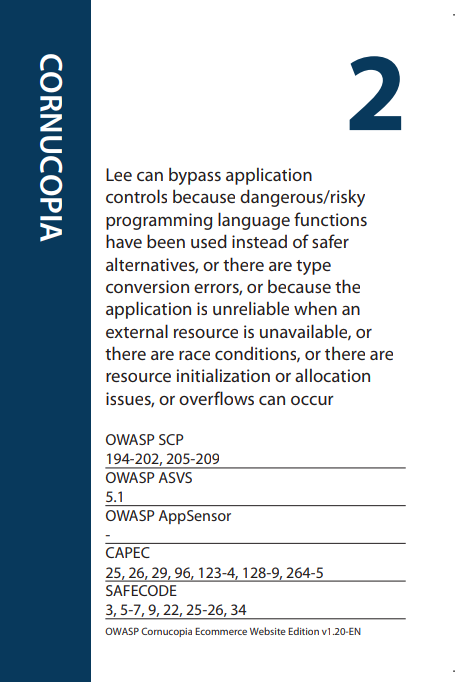 CORNUCOPIA
2
Lee can bypass application
controls because dangerous/risky
programming language functions
have been used instead of safer
alternatives, or there are type
conversion errors, or because the
application is unreliable when an
external resource is unavailable, or
there are race conditions, or there are
resource initialization or allocation
issues, or overflows can occur
OWASP SCP
194-202, 205-209
OWASP ASVS
5.1
OWASP AppSensor
-
CAPEC
25, 26, 29, 96, 123-4, 128-9, 264-5
SAFECODE
3, 5-7, 9, 22, 25-26, 34
OWASP Cornucopia Ecommerce Website Edition v1.20-EN